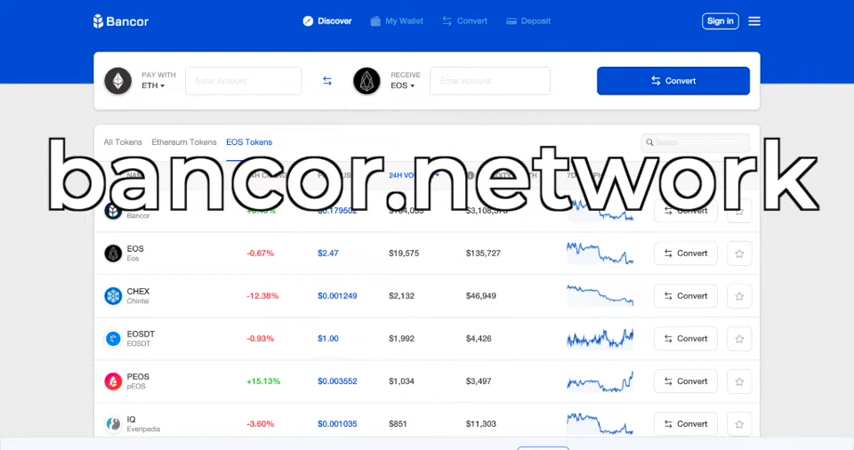 Bancor
Discover
My Wallet
Convert
Deposit
Sign in
PAY WITH
ETH
Enter Amount
RECEIVE
EOS
Enter Amount
Convert
All Tokens
Ethereum Tokens
EOS Tokens
Search
bancor.network
24H
Bancor
Convert
EOS
Eos
-0.67%
$2.47
$19,575
$135,727
Convert
CHEX
Chintai
-12.38%
$0.001249
$2,132
$46,949
Convert
EOSDT
EOSDT
-0.93%
$1.00
$1,992
$4,426
Convert
PEOS
pEOS
+15.13%
$0.003552
$1,034
$3,497
Convert
IQ
Everipedia
-3.60%
$0.001035
$851
$11,303
Convert